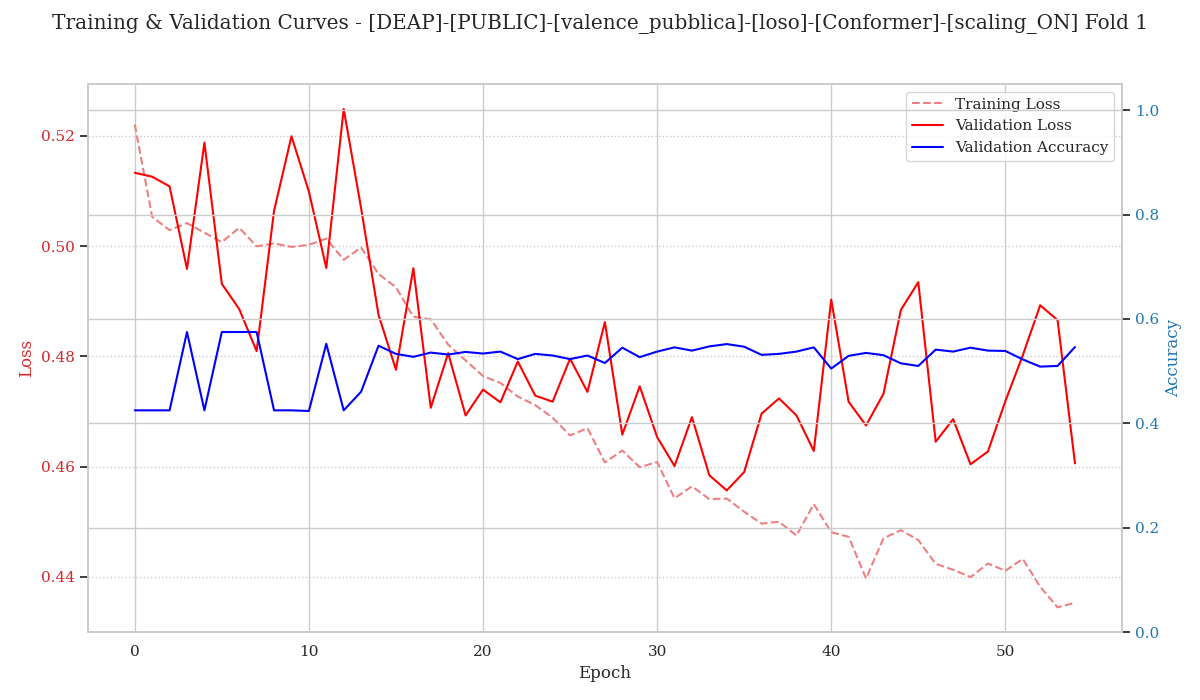 Training & Validation Curves - [DEAP]-[PUBLIC]-[valence_pubblica]-[loso]-[Conformer]-[scaling_ON] Fold 1
Training Loss
Validation Loss
Validation Accuracy
0.52
0.50
0.48
0.46
0.44
Loss
1.0
0.8
0.6
0.4
0.2
0.0
Accuracy
0 10 20 30 40 50
Epoch